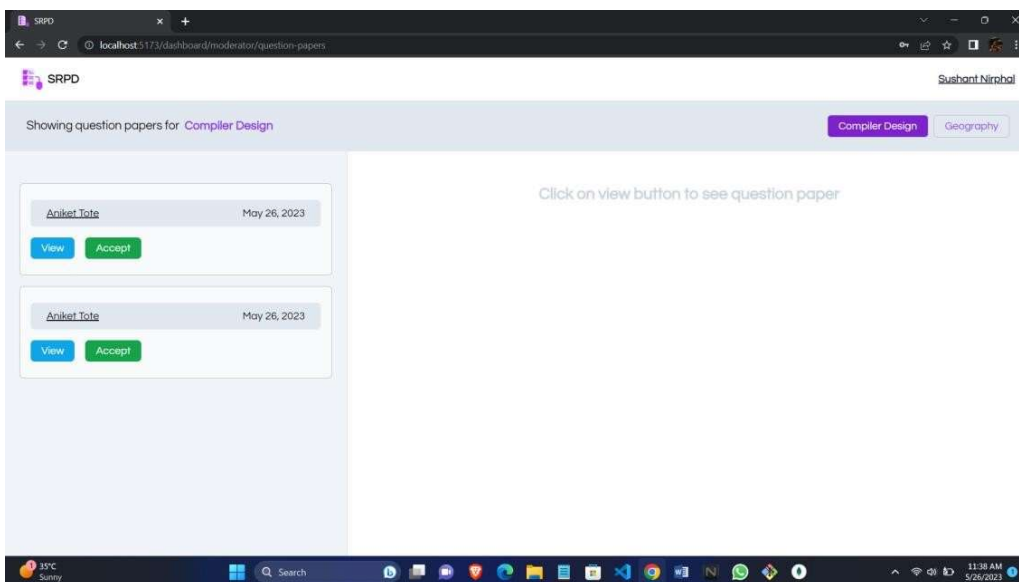 SRPD
localhost:5173/dashboard/moderator/question-papers
SRPD
Sushant Nirphal
Showing question papers for Compiler Design
Compiler Design
Geography
Click on view button to see question paper
Aniket Tote
May 26, 2023
View
Accept
Aniket Tote
May 26, 2023
View
Accept
1
35°C
Sunny
Search
11:38 AM
5/26/2023